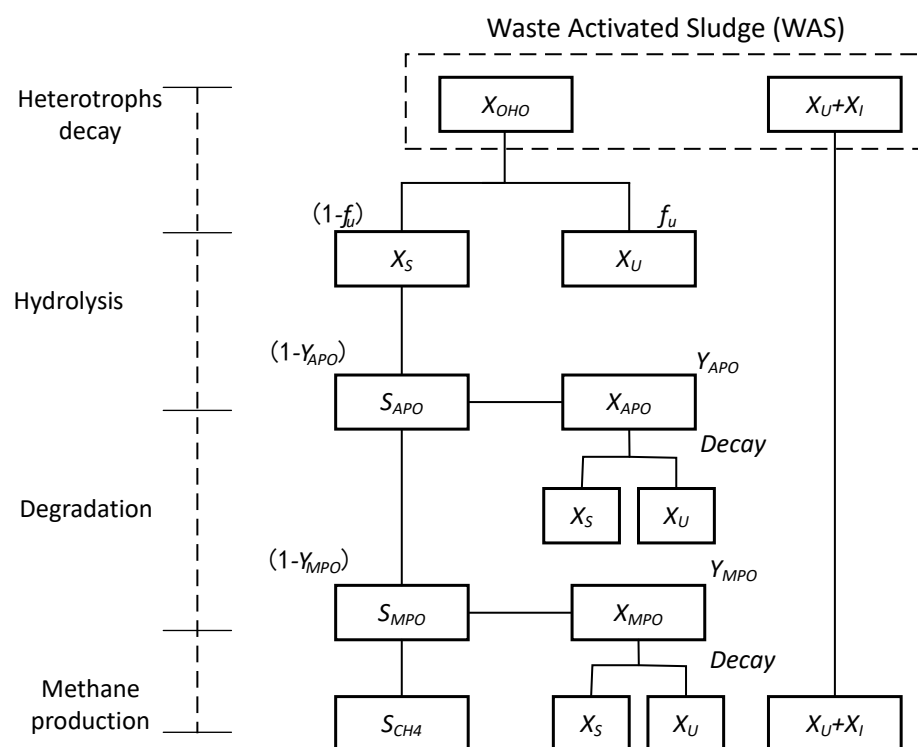 Waste Activated Sludge (WAS)
Heterotrophs
decay
X_OHO
X_U+X_I
(1-f_u)
f_u
X_S
X_U
Hydrolysis
(1-Y_APO)
Y_APO
S_APO
X_APO
Decay
X_S
X_U
Degradation
(1-Y_MPO)
Y_MPO
S_MPO
X_MPO
Decay
Methane
production
S_CH4
X_S
X_U
X_U+X_I